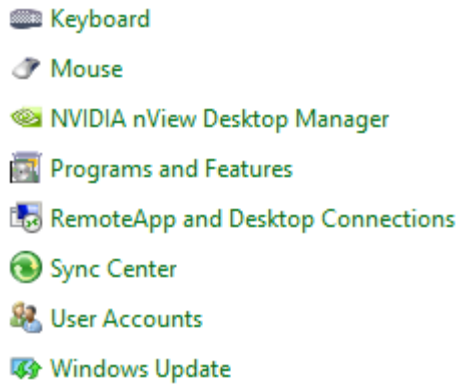 Keyboard
Mouse
NVIDIA nView Desktop Manager
Programs and Features
RemoteApp and Desktop Connections
Sync Center
User Accounts
Windows Update